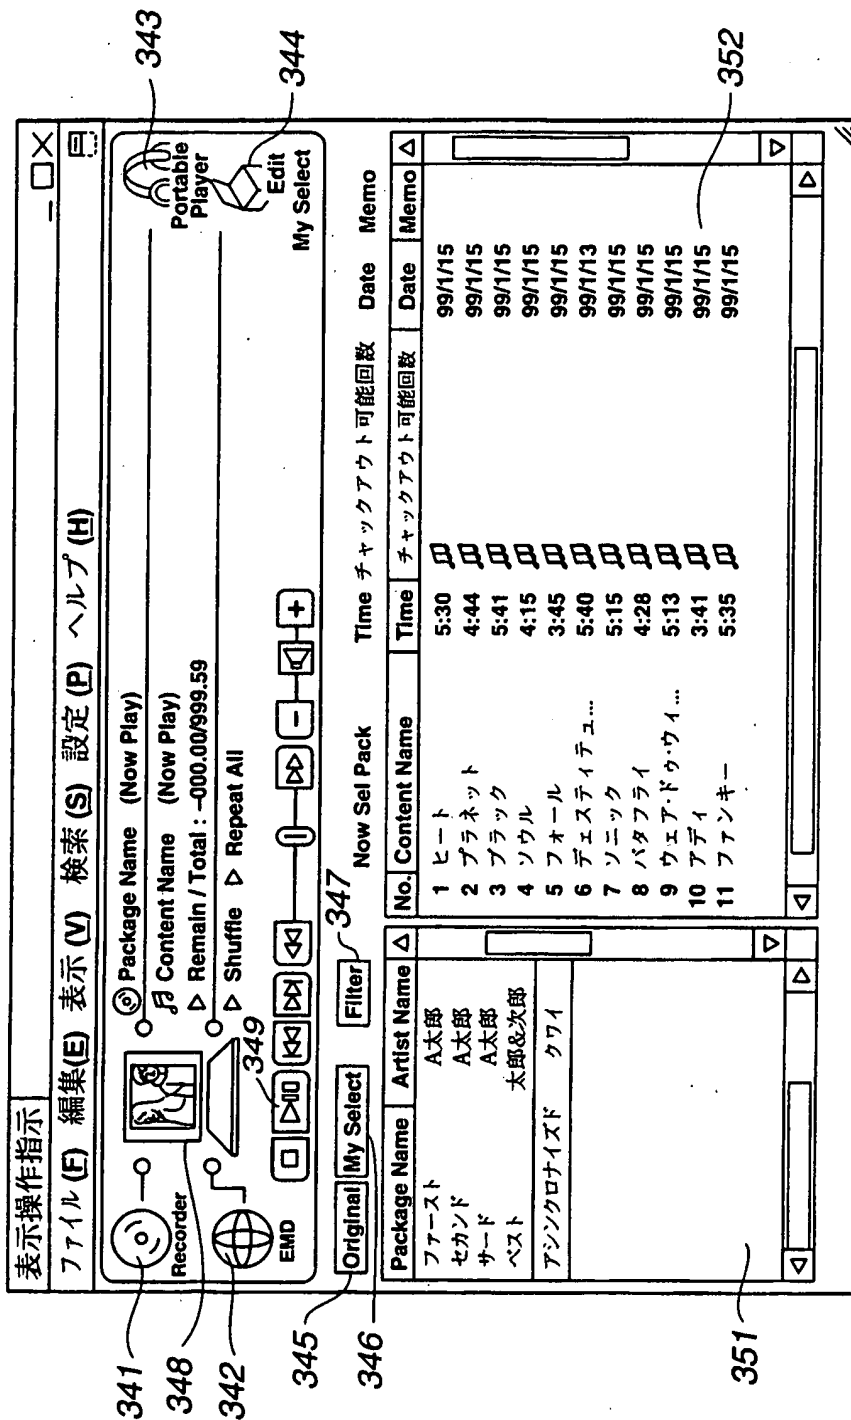 表示操作指示
ファイル (F) 編集(E) 表示 (V) 検索 (S) 設定 (P) ヘルプ (H)
341
Recorder
348
342
EMD
Package Name (Now Play)
Content Name (Now Play)
Remain / Total : –000.00/999.59
Shuffle
Repeat All
349
343
Portable
Player
344
Edit
My Select
345
Original
My Select
346
Filter
347
Now Sel Pack Time チャックアウト可能回数 Date Memo
Package Name Artist Name
ファースト A太郎
セカンド A太郎
サード A太郎
ベスト 太郎&次郎
アシンクロナイズド クワイ
351
No. Content Name Time チャックアウト可能回数 Date Memo
1 ヒート 5:30 99/1/15
2 プラネット 4:44 99/1/15
3 ブラック 5:41 99/1/15
4 ソウル 4:15 99/1/15
5 フォール 3:45 99/1/15
6 デェスティテュ... 5:40 99/1/13
7 ソニック 5:15 99/1/15
8 バタフライ 4:28 99/1/15
9 ウェア・ドゥ・ウィ... 5:13 99/1/15
10 アディ 3:41 99/1/15
11 ファンキー 5:35 99/1/15
352